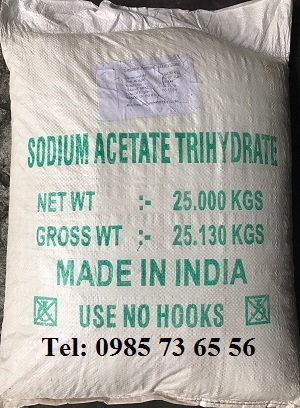 SODIUM ACETATE TRIHYDRATE
NET WT :- 25.000 KGS
GROSS WT :- 25.130 KGS
MADE IN INDIA
USE NO HOOKS
Tel: 0985 73 65 56